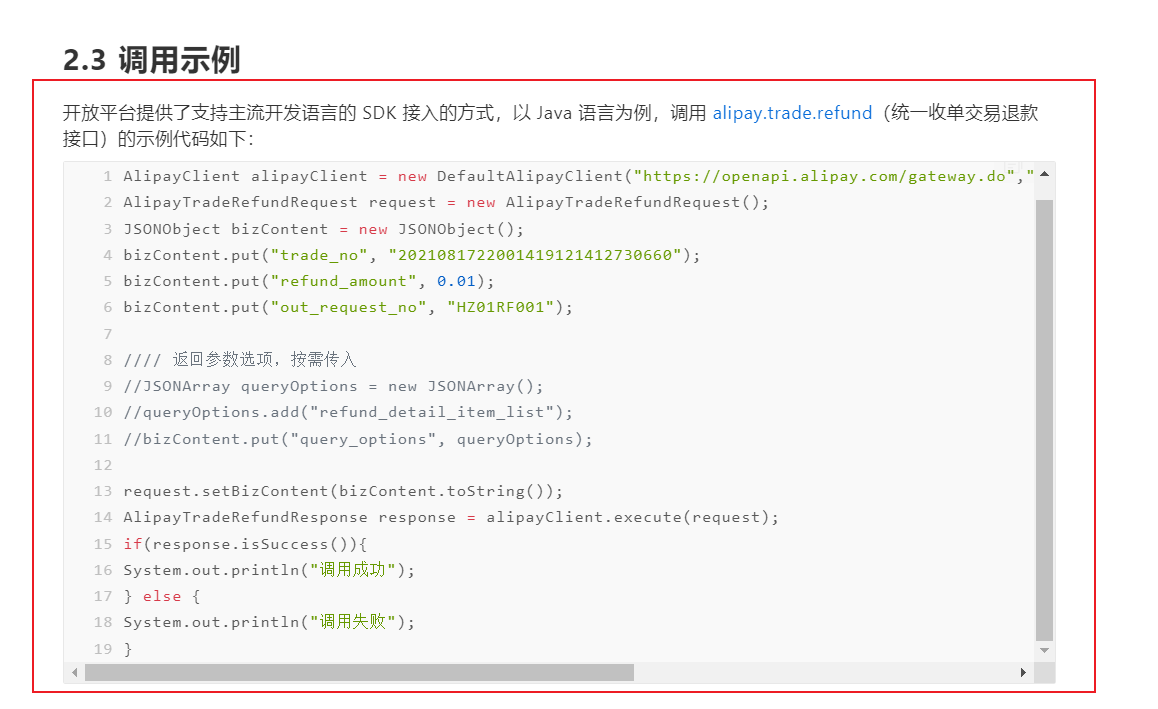 2.3 调用示例
开放平台提供了支持主流开发语言的 SDK 接入的方式，以 Java 语言为例，调用 alipay.trade.refund（统一收单交易退款
接口）的示例代码如下：
1 AlipayClient alipayClient = new DefaultAlipayClient("https://openapi.alipay.com/gateway.do","
2 AlipayTradeRefundRequest request = new AlipayTradeRefundRequest();
3 JSONObject bizContent = new JSONObject();
4 bizContent.put("trade_no", "2021081722001419121412730660");
5 bizContent.put("refund_amount", 0.01);
6 bizContent.put("out_request_no", "HZ01RF001");
7
8 //// 返回参数选项，按需传入
9 //JSONArray queryOptions = new JSONArray();
10 //queryOptions.add("refund_detail_item_list");
11 //bizContent.put("query_options", queryOptions);
12
13 request.setBizContent(bizContent.toString());
14 AlipayTradeRefundResponse response = alipayClient.execute(request);
15 if(response.isSuccess()){
16 System.out.println("调用成功");
17 } else {
18 System.out.println("调用失败");
19 }